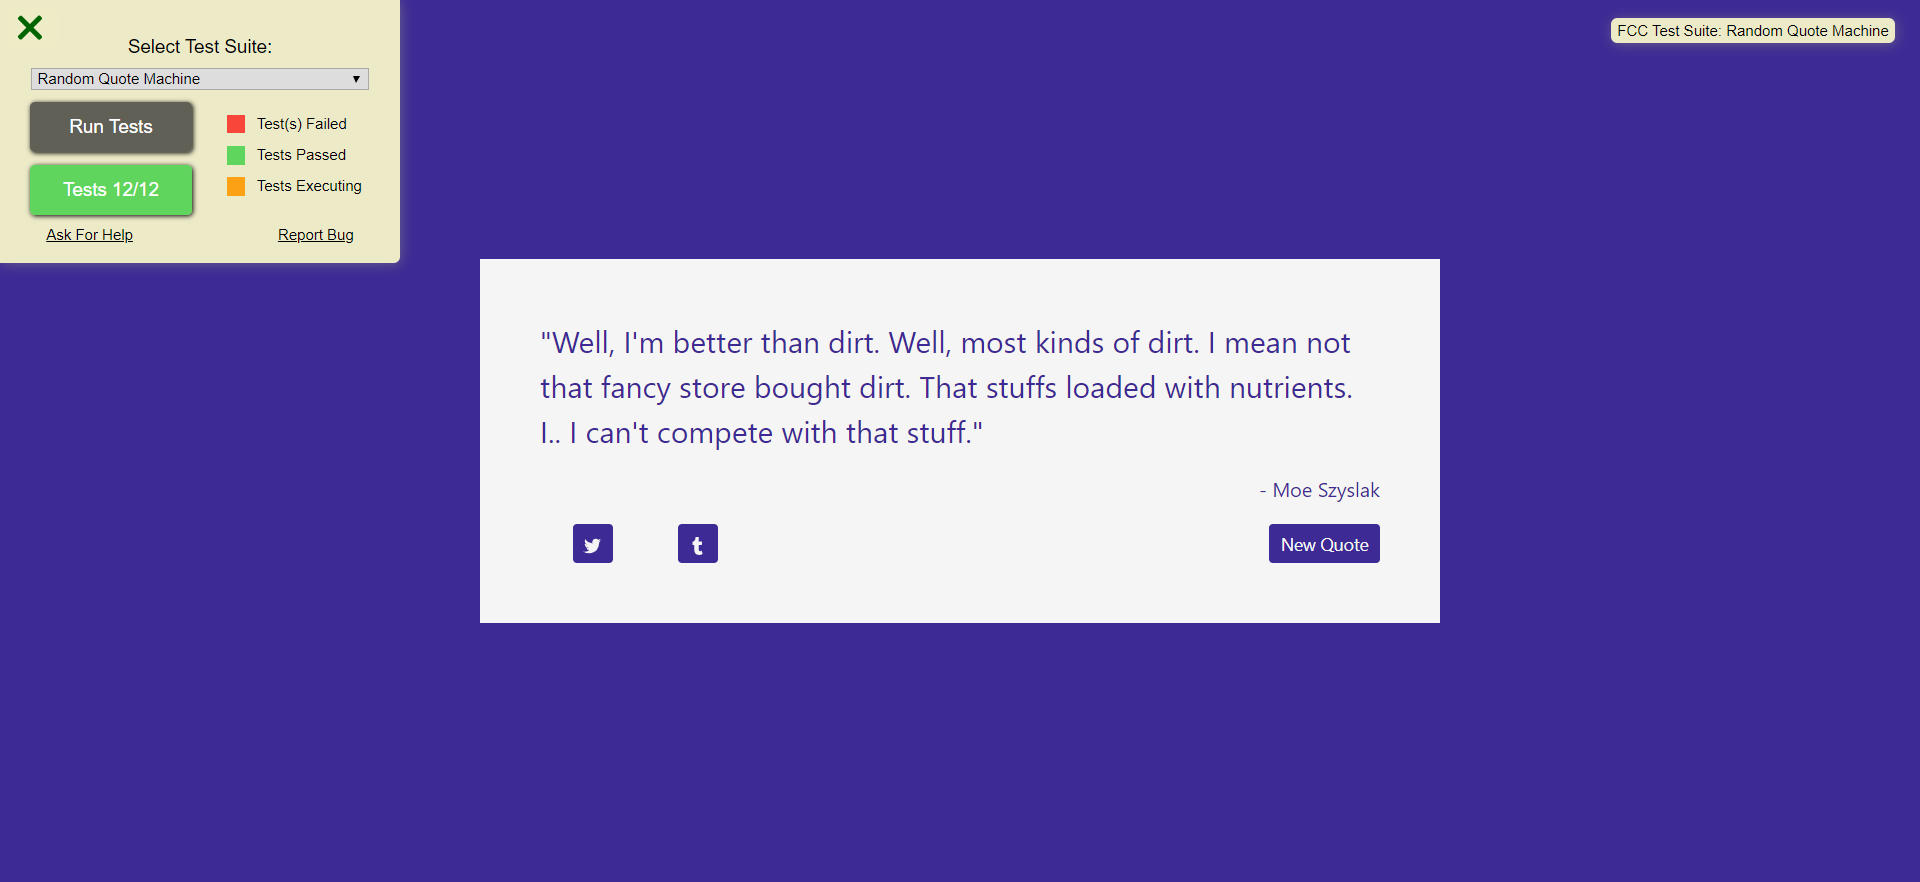 Select Test Suite:
Random Quote Machine
Run Tests
Tests 12/12
Test(s) Failed
Tests Passed
Tests Executing
Ask For Help
Report Bug
FCC Test Suite: Random Quote Machine
"Well, I'm better than dirt. Well, most kinds of dirt. I mean not
that fancy store bought dirt. That stuffs loaded with nutrients.
I.. I can't compete with that stuff."
- Moe Szyslak
New Quote